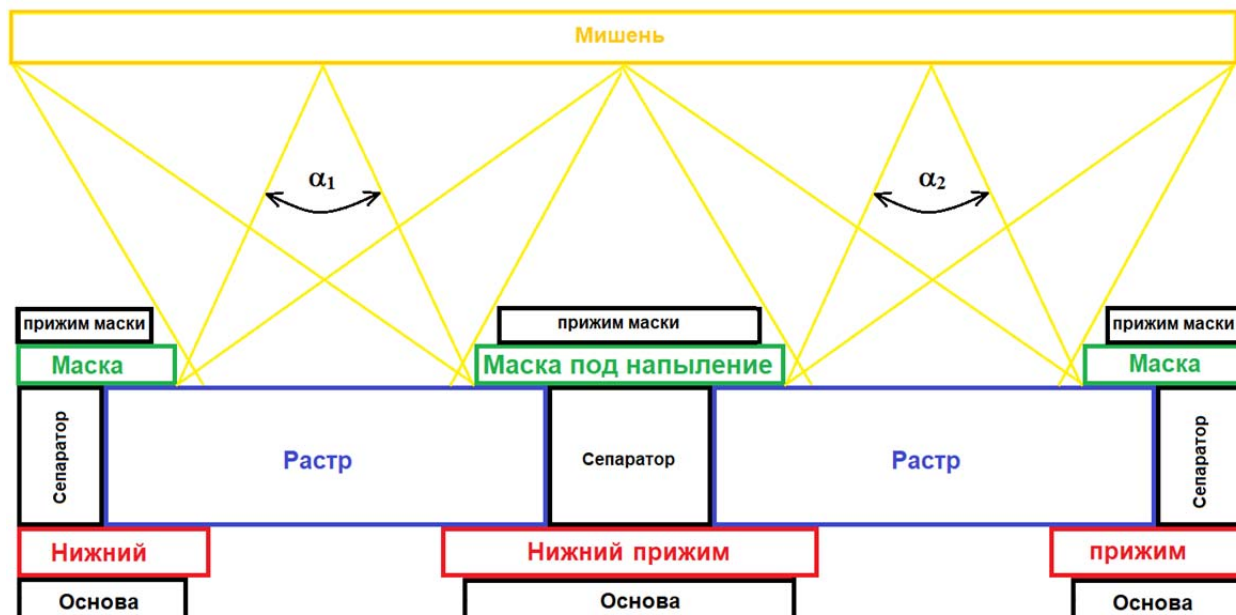 Мишень
α1
α2
прижим маски
прижим маски
прижим маски
Маска
Маска под напыление
Маска
Сепаратор
Растр
Сепаратор
Растр
Сепаратор
Нижний
Нижний прижим
прижим
Основа
Основа
Основа